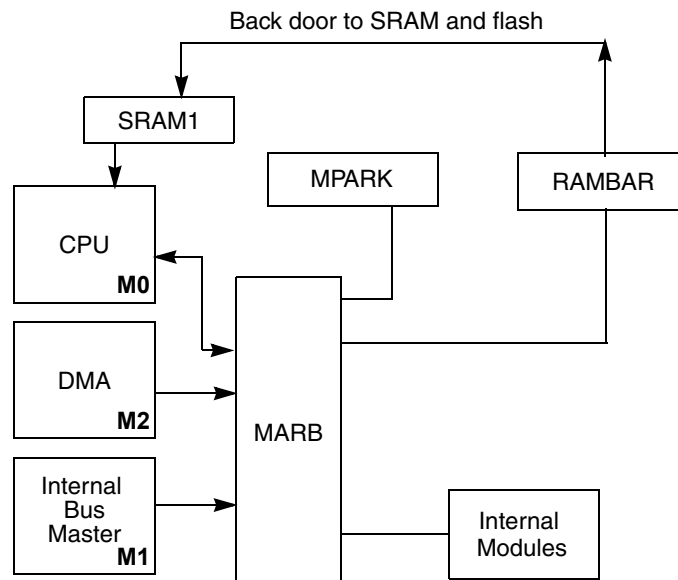 Back door to SRAM and flash
SRAM1
MPARK
RAMBAR
CPU
M0
DMA
M2
MARB
Internal
Bus
Master
M1
Internal
Modules